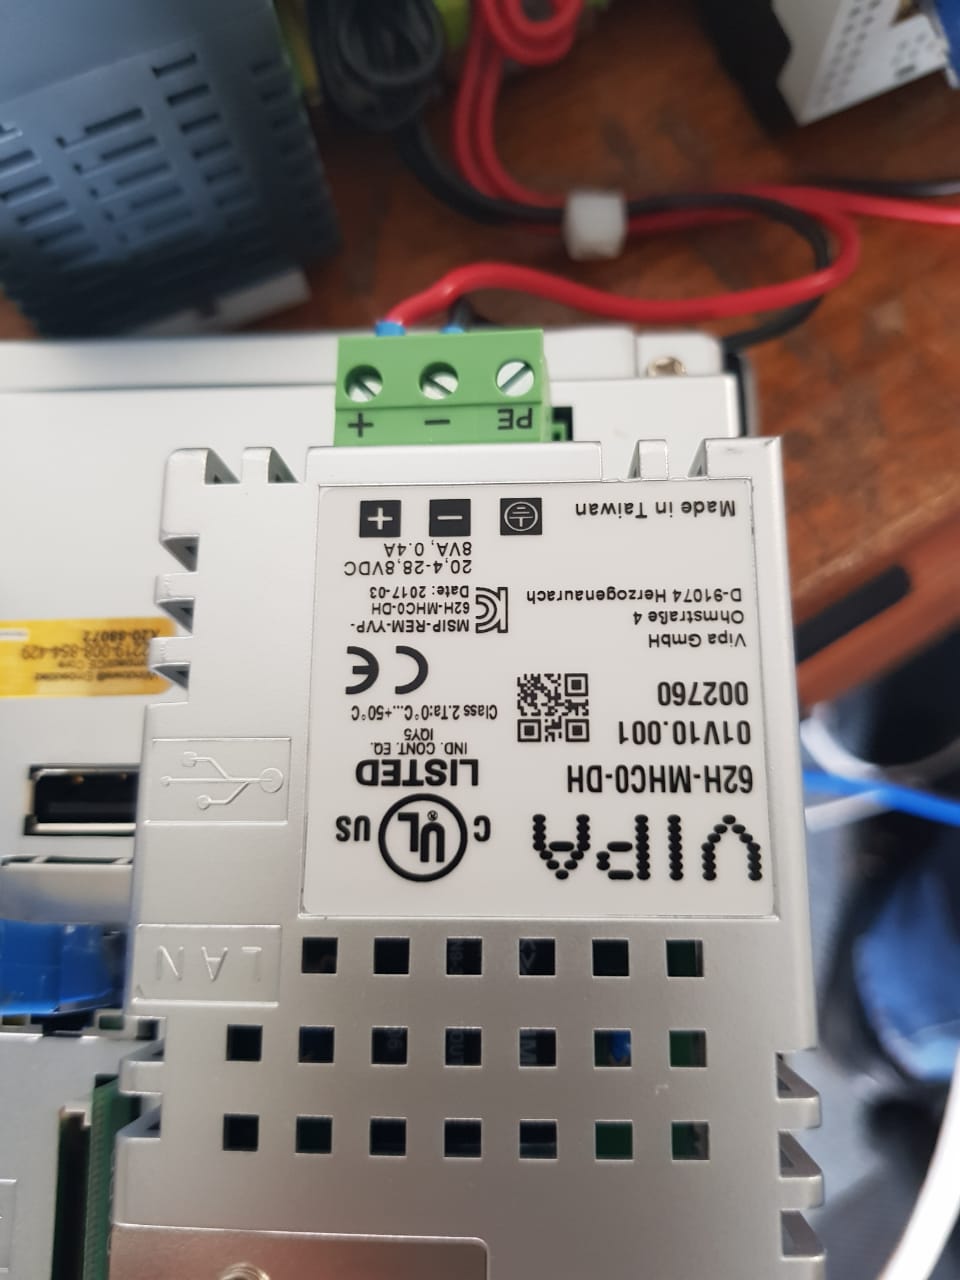 VIPA
62H-MHC0-DH
01V10.001
002760
Vipa GmbH
Ohmstraße 4
D-91074 Herzogenaurach
Made in Taiwan
C UL® US
LISTED
IND. CONT. EQ.
IQY5
Class 2.Ta:0°C...+50°C
CE
MSIP-REM-YVP-
62H-MHC0-DH
Date: 2017-03
20,4-28,8VDC
8VA, 0.4A
PE - +
LAN